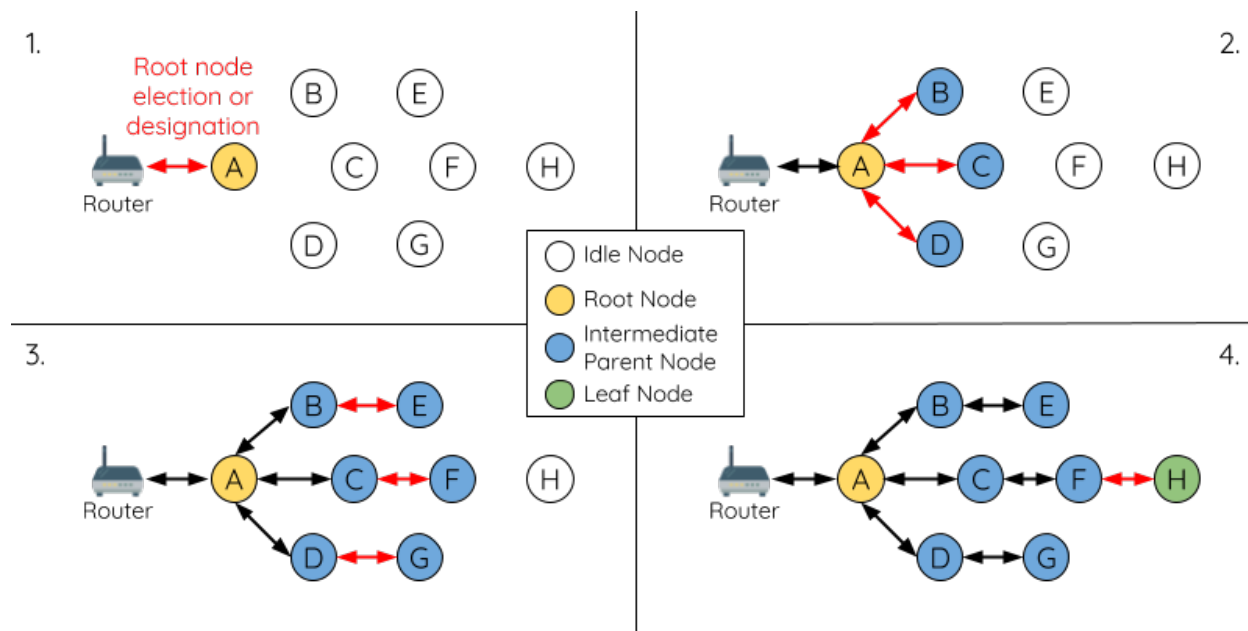 1.
Root node
election or
designation
Router
A
B
E
C
F
H
D
G
2.
Router
A
B
E
C
F
H
D
G
Idle Node
Root Node
Intermediate
Parent Node
Leaf Node
3.
Router
A
B
E
C
F
H
D
G
4.
Router
A
B
E
C
F
H
D
G